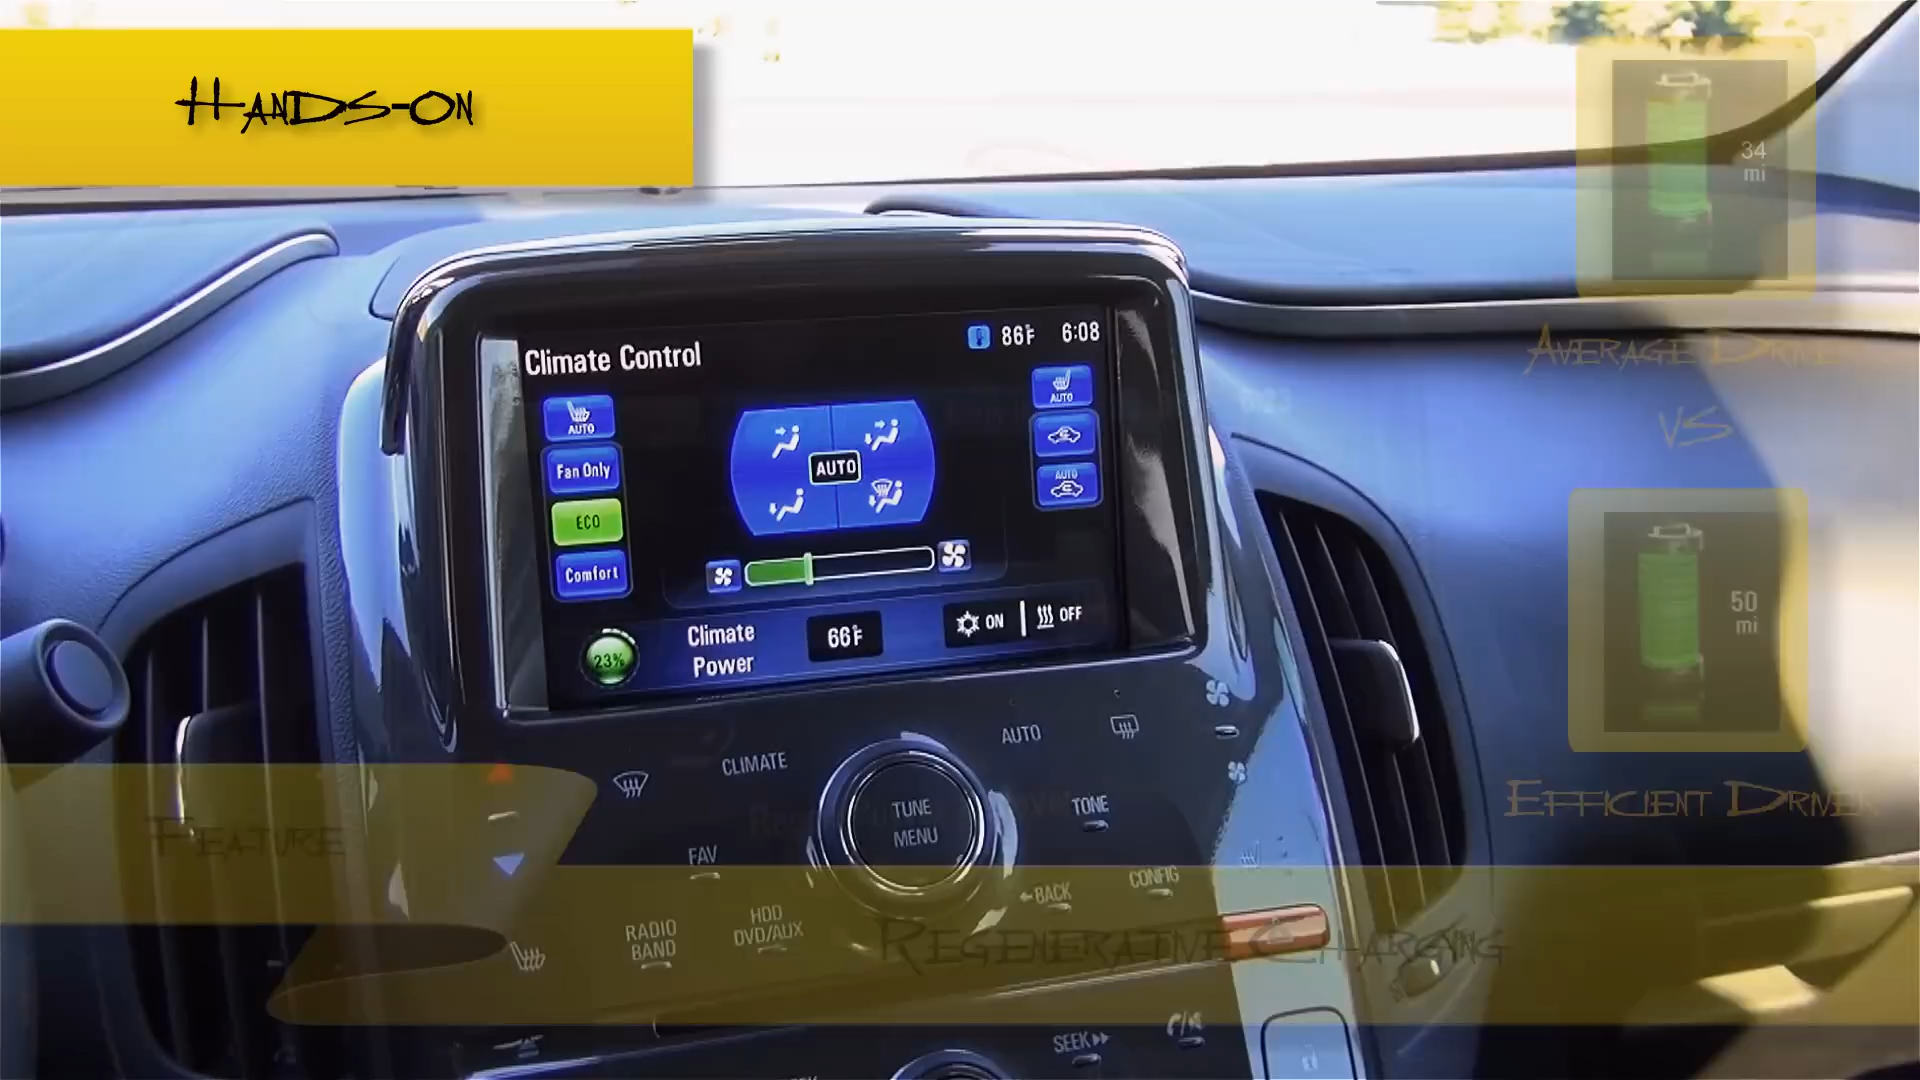 Hands-On
34
mi
Average Driver
VS
50
mi
Efficient Driver
Climate Control
86°F
6:08
AUTO
Fan Only
ECO
Comfort
AUTO
AUTO
AUTO
23%
Climate
Power
66°F
ON
OFF
CLIMATE
AUTO
TUNE
MENU
TONE
FAV
BACK
CONFIG
RADIO
BAND
HDD
DVD/AUX
SEEK
Feature
Regenerative Charging